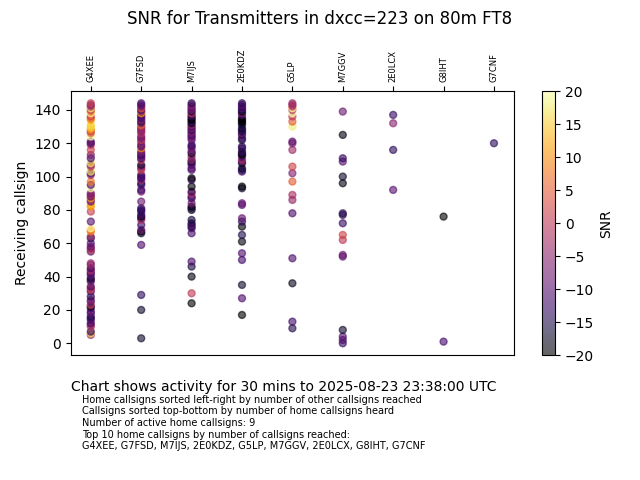 SNR for Transmitters in dxcc=223 on 80m FT8
G4XEE
G7FSD
M7IJS
2E0KDZ
G5LP
M7GGV
2E0LCX
G8IHT
G7CNF
Receiving callsign
140
120
100
80
60
40
20
0
20
15
10
5
0
−5
−10
−15
−20
SNR
Chart shows activity for 30 mins to 2025-08-23 23:38:00 UTC
Home callsigns sorted left-right by number of other callsigns reached
Callsigns sorted top-bottom by number of home callsigns heard
Number of active home callsigns: 9
Top 10 home callsigns by number of callsigns reached:
G4XEE, G7FSD, M7IJS, 2E0KDZ, G5LP, M7GGV, 2E0LCX, G8IHT, G7CNF